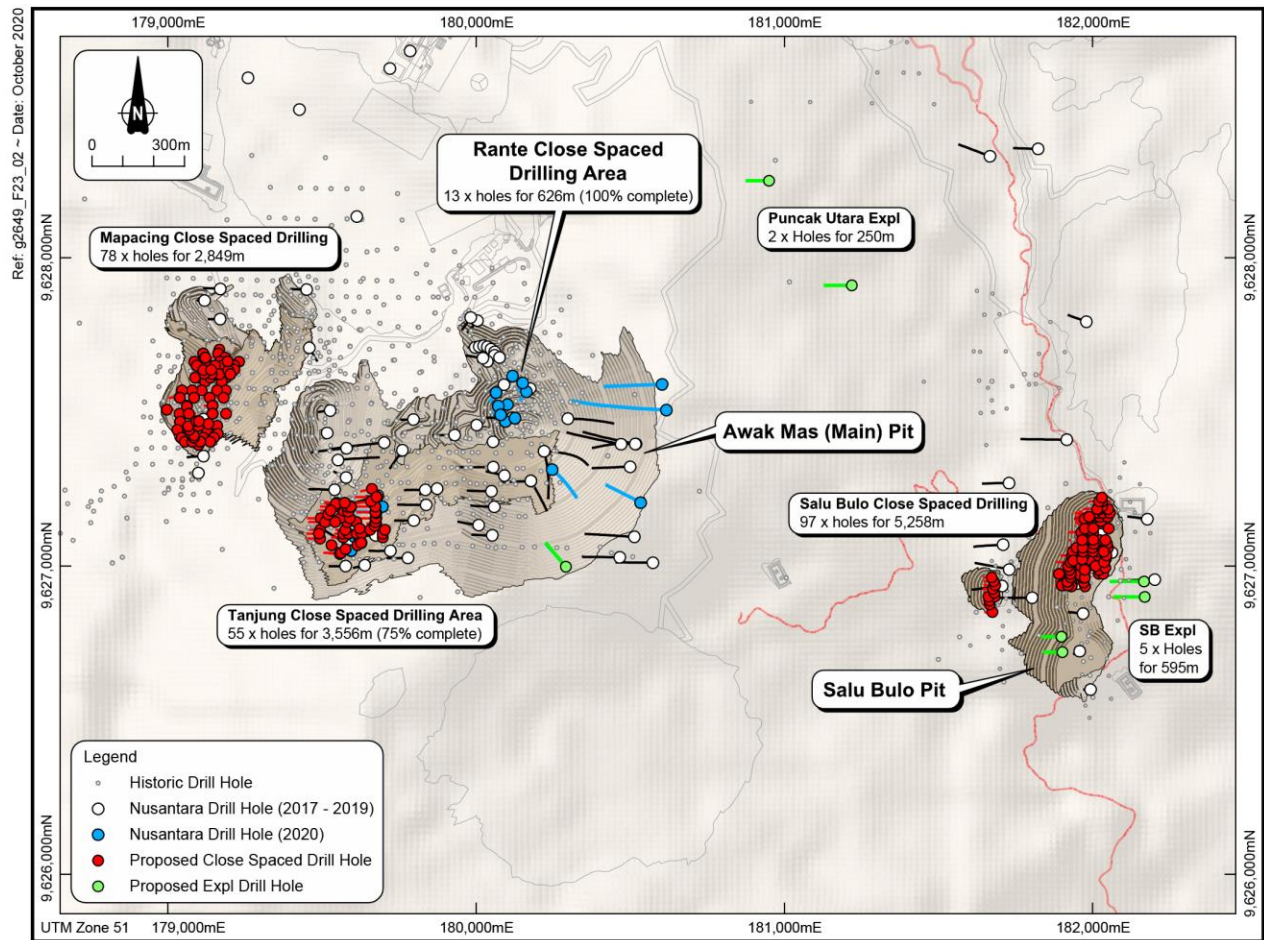 Ref: g2649_F23_02 ~ Date: October 2020
179,000mE
180,000mE
181,000mE
182,000mE
N
0 300m
Rante Close Spaced
Drilling Area
13 x holes for 626m (100% complete)
Puncak Utara Expl
2 x Holes for 250m
9,628,000mN
9,628,000mN
Mapacing Close Spaced Drilling
78 x holes for 2,849m
Awak Mas (Main) Pit
Salu Bulo Close Spaced Drilling
97 x holes for 5,258m
9,627,000mN
9,627,000mN
Tanjung Close Spaced Drilling Area
55 x holes for 3,556m (75% complete)
SB Expl
5 x Holes
for 595m
Salu Bulo Pit
Legend
Historic Drill Hole
Nusantara Drill Hole (2017 - 2019)
Nusantara Drill Hole (2020)
Proposed Close Spaced Drill Hole
Proposed Expl Drill Hole
9,626,000mN
9,626,000mN
UTM Zone 51
179,000mE
180,000mE
181,000mE
182,000mE